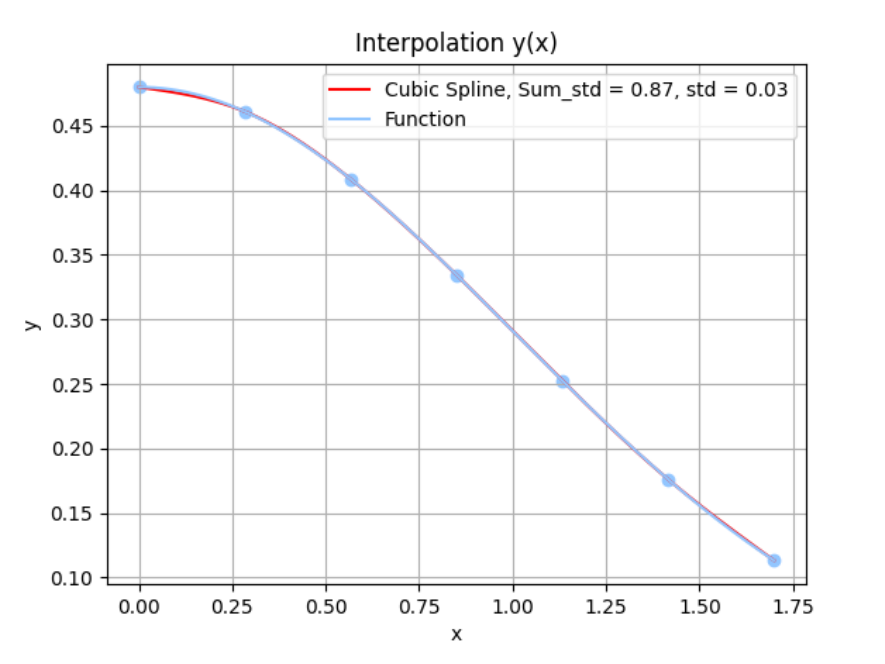 Interpolation y(x)
Cubic Spline, Sum_std = 0.87, std = 0.03
Function
0.45
0.40
0.35
0.30
0.25
0.20
0.15
0.10
y
0.00 0.25 0.50 0.75 1.00 1.25 1.50 1.75
x